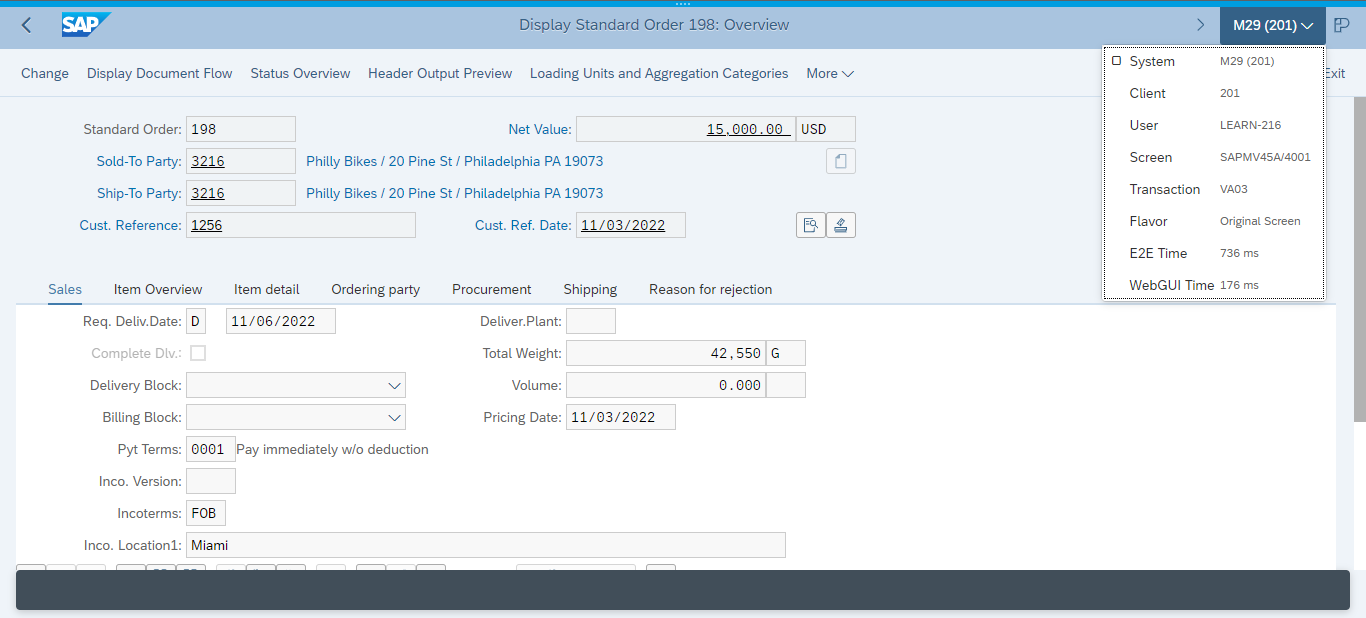 SAP Display Standard Order 198: Overview M29 (201)
Change Display Document Flow Status Overview Header Output Preview Loading Units and Aggregation Categories More xit
System M29 (201)
Client 201
User LEARN-216
Screen SAPMV45A/4001
Transaction VA03
Flavor Original Screen
E2E Time 736 ms
WebGUI Time 176 ms
Standard Order: 198 Net Value: 15,000.00 USD
Sold-To Party: 3216 Philly Bikes / 20 Pine St / Philadelphia PA 19073
Ship-To Party: 3216 Philly Bikes / 20 Pine St / Philadelphia PA 19073
Cust. Reference: 1256 Cust. Ref. Date: 11/03/2022
Sales Item Overview Item detail Ordering party Procurement Shipping Reason for rejection
Req. Deliv.Date: D 11/06/2022 Deliver.Plant:
Complete Dlv.: Total Weight: 42,550 G
Delivery Block: Volume: 0.000
Billing Block: Pricing Date: 11/03/2022
Pyt Terms: 0001 Pay immediately w/o deduction
Inco. Version:
Incoterms: FOB
Inco. Location1: Miami